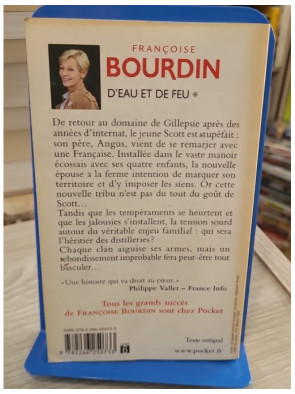 FRANÇOISE
BOURDIN
D'EAU ET DE FEU *
De retour au domaine de Gillepsie après des
années d'internat, le jeune Scott est stupéfait :
son père, Angus, vient de se remarier avec
une Française. Installée dans le vaste manoir
écossais avec ses quatre enfants, la nouvelle
épouse a la ferme intention de marquer son
territoire et d'y imposer les siens. Or cette
nouvelle tribu n'est pas du tout du goût de
Scott…
Tandis que les tempéraments se heurtent et
que les jalousies s'installent, la tension sourd
autour du véritable enjeu familial : qui sera
l'héritier des distilleries ?
Chaque clan aiguise ses armes, mais un
rebondissement improbable fera peut-être tout
basculer…
«Une histoire qui va droit au cœur.»
Philippe Vallet – France Info
Tous les grands succès
de FRANÇOISE BOURDIN sont chez Pocket
Texte intégral
www.pocket.fr